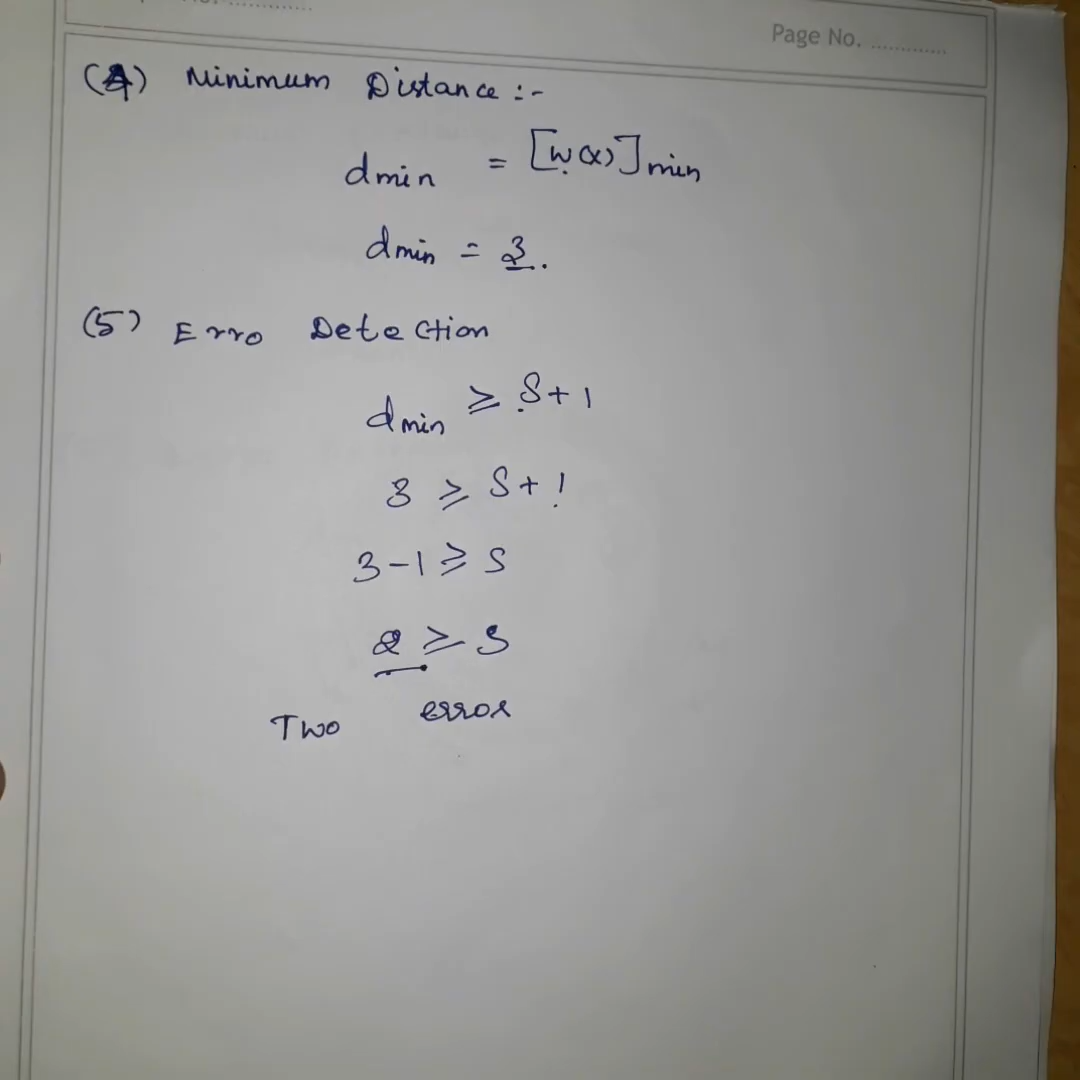 Page No. ..............
(4) Minimum Distance :-
dmin = [w(x)]min
dmin = 3.
(5) Erro Detection
dmin ≥ S+1
3 ≥ S+1
3-1 ≥ S
2 ≥ S
Two error